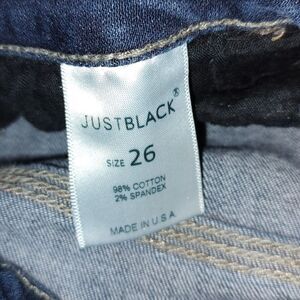 JUSTBLACK®
SIZE 26
98% COTTON
2% SPANDEX
MADE IN U.S.A